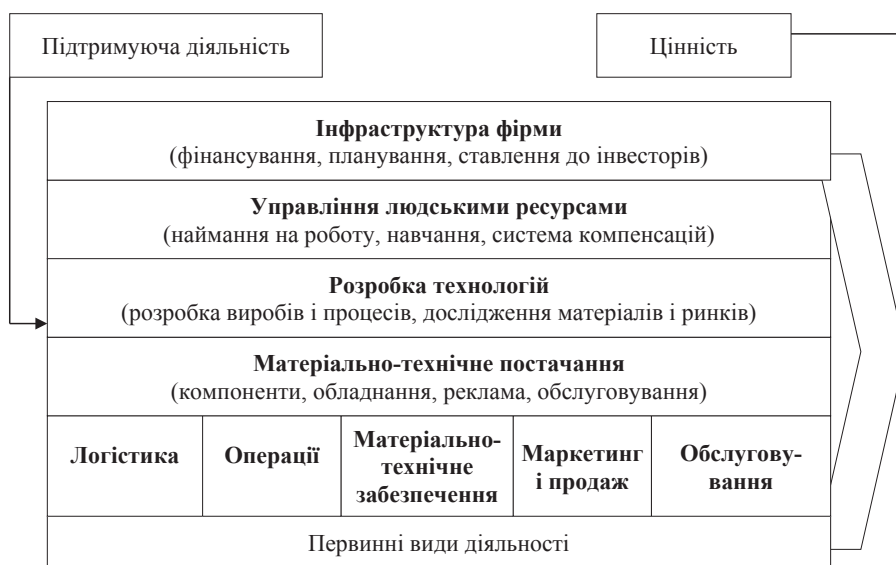 Підтримуюча діяльність
Цінність
Інфраструктура фірми
(фінансування, планування, ставлення до інвесторів)
Управління людськими ресурсами
(наймання на роботу, навчання, система компенсацій)
Розробка технологій
(розробка виробів і процесів, дослідження матеріалів і ринків)
Матеріально-технічне постачання
(компоненти, обладнання, реклама, обслуговування)
Логістика
Операції
Матеріально-
технічне
забезпечення
Маркетинг
і продаж
Обслугову-
вання
Первинні види діяльності